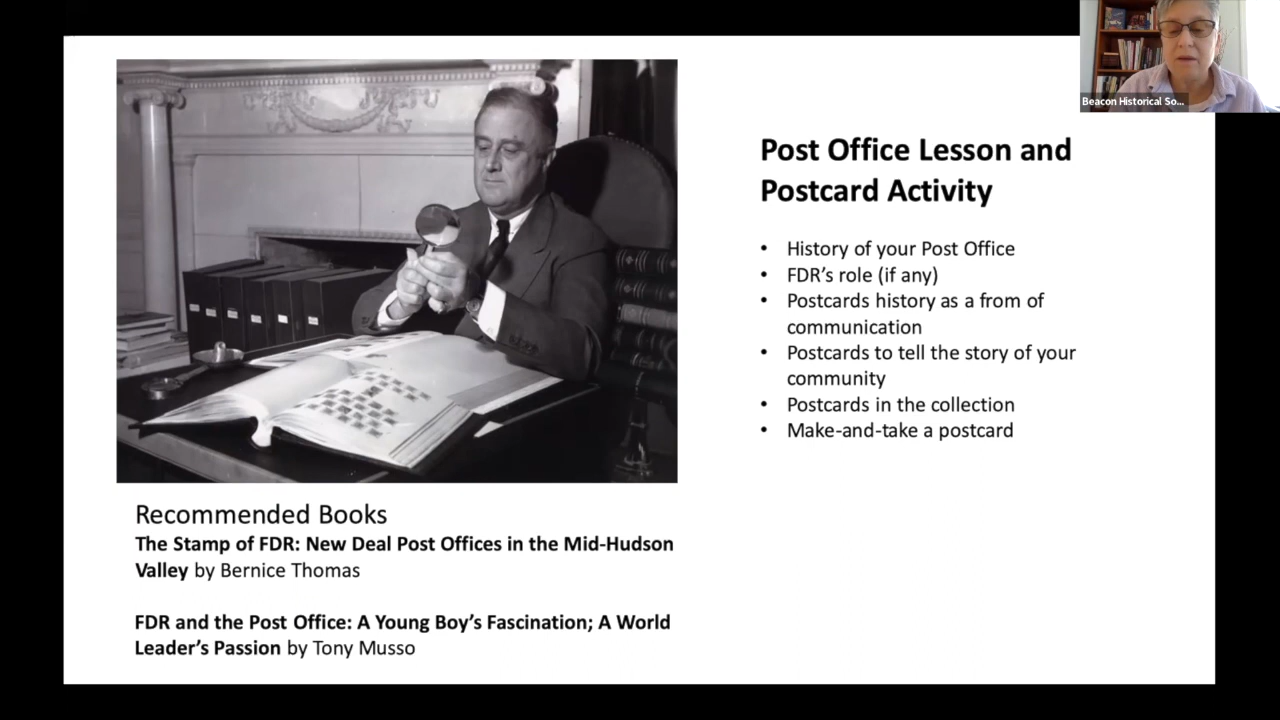 Beacon Historical So...
Post Office Lesson and
Postcard Activity
• History of your Post Office
• FDR's role (if any)
• Postcards history as a from of
communication
• Postcards to tell the story of your
community
• Postcards in the collection
• Make-and-take a postcard
Recommended Books
The Stamp of FDR: New Deal Post Offices in the Mid-Hudson
Valley by Bernice Thomas
FDR and the Post Office: A Young Boy's Fascination; A World
Leader's Passion by Tony Musso